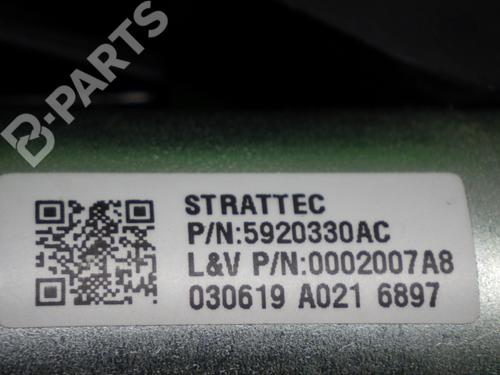 B-PARTS
STRATTEC
P/N:5920330AC
L&V P/N:0002007A8
030619 A021 6897